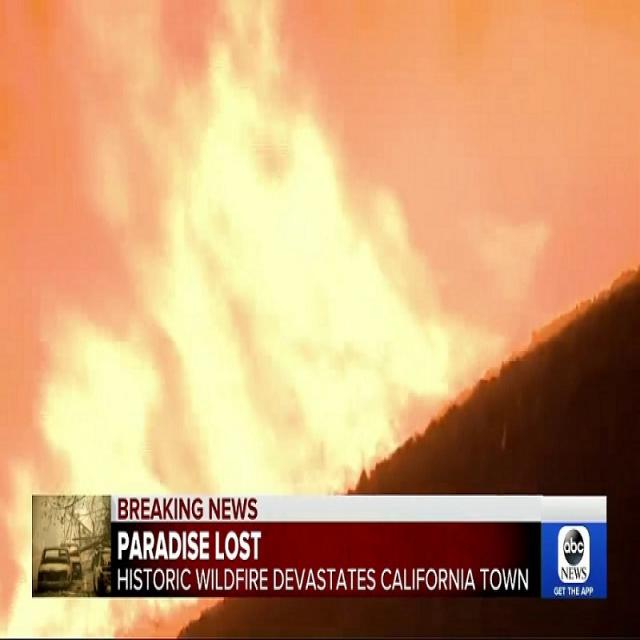 BREAKING NEWS
PARADISE LOST
HISTORIC WILDFIRE DEVASTATES CALIFORNIA TOWN
abc
NEWS
GET THE APP